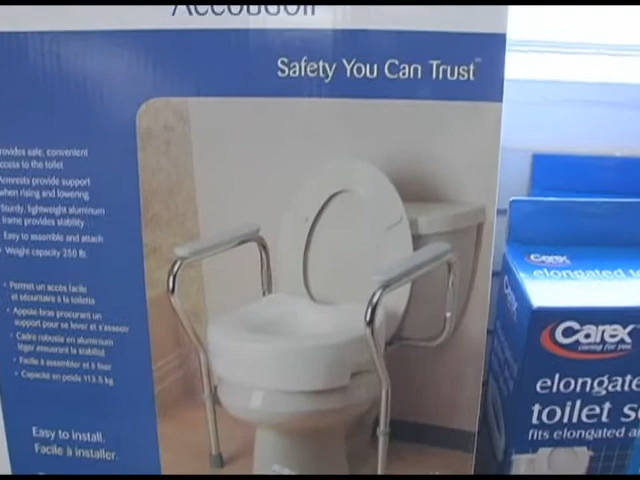 Safety You Can Trust™
rovides safe, convenient
ccess to the toilet
Armrests provide support
when rising and lowering
Sturdy, lightweight aluminum
frame provides stability
Easy to assemble and attach
Weight capacity 250 lb.
• Permet un accès facile
et sécuritaire à la toilette
• Appuie-bras procurant un
support pour se lever et s'asseoir
• Cadre robuste en aluminium
léger assurant la stabilité
• Facile à assembler et à fixer
• Capacité en poids 113.5 kg
Easy to install.
Facile à installer.
Carex
elongated
Carex
caring for you
Carex
elongate
toilet s
fits elongated a